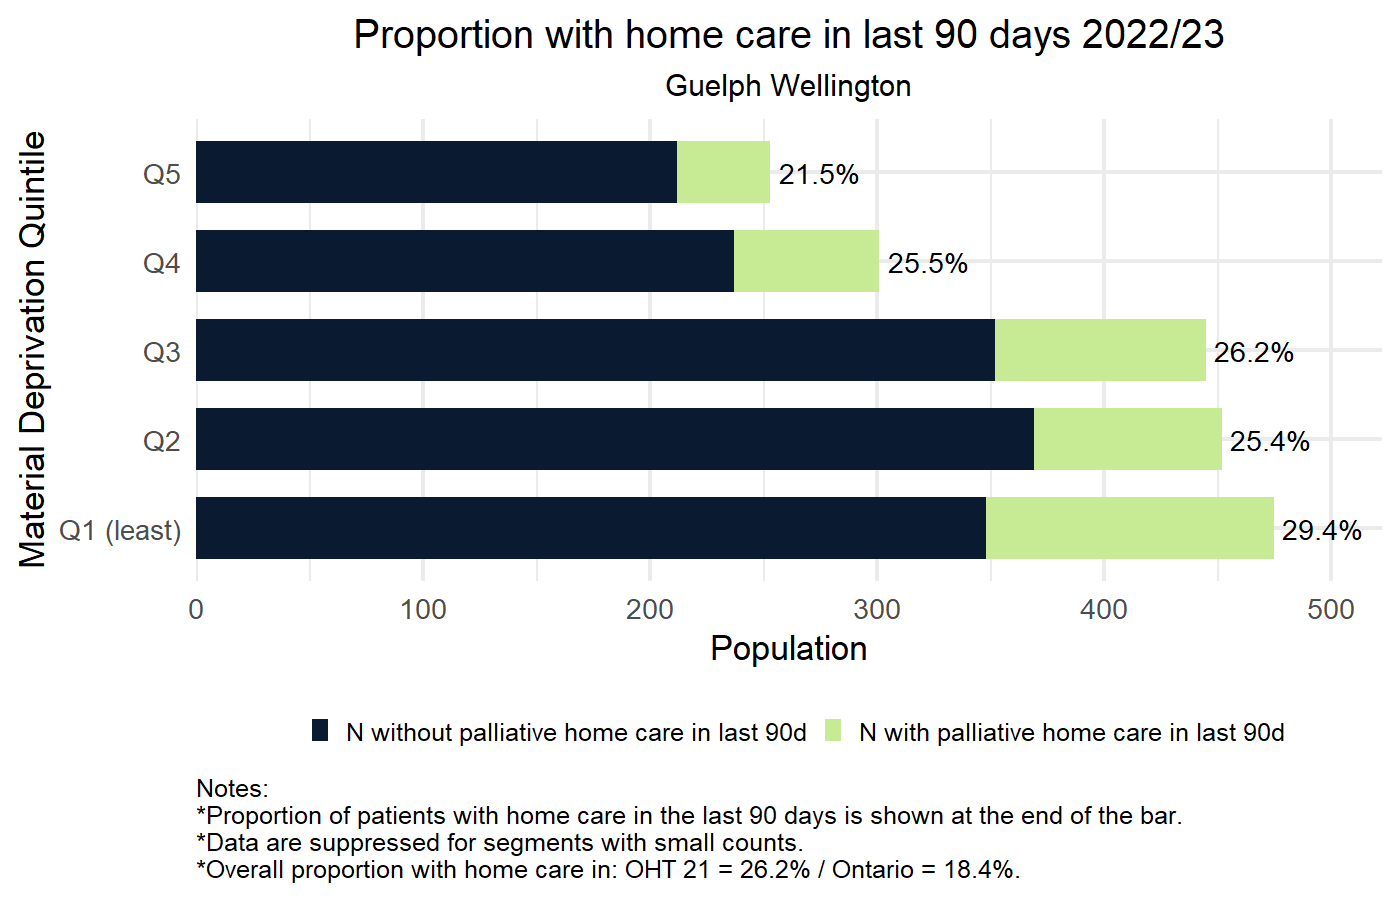 Proportion with home care in last 90 days 2022/23
Guelph Wellington
Material Deprivation Quintile
Q5
21.5%
Q4
25.5%
Q3
26.2%
Q2
25.4%
Q1 (least)
29.4%
0 100 200 300 400 500
Population
N without palliative home care in last 90d N with palliative home care in last 90d
Notes:
*Proportion of patients with home care in the last 90 days is shown at the end of the bar.
*Data are suppressed for segments with small counts.
*Overall proportion with home care in: OHT 21 = 26.2% / Ontario = 18.4%.